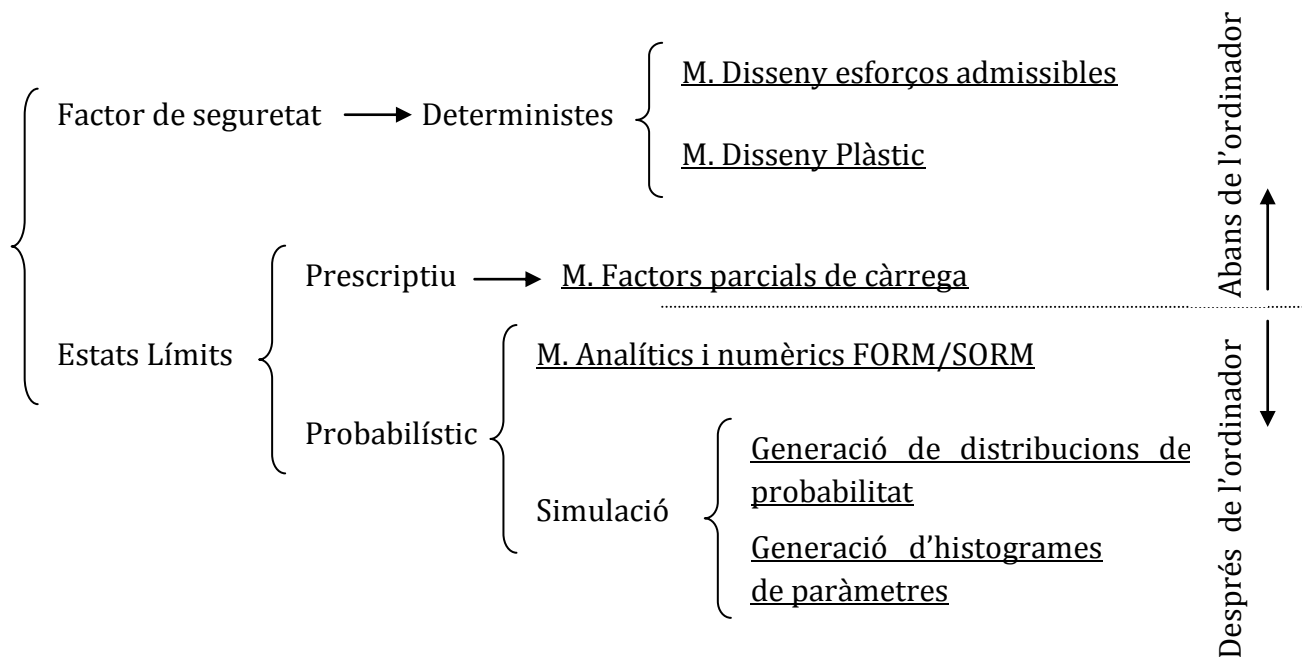 M. Disseny esforços admissibles
Factor de seguretat
Deterministes
M. Disseny Plàstic
Abans de l'ordinador
Prescriptiu
M. Factors parcials de càrrega
Estats Límits
M. Analítics i numèrics FORM/SORM
Probabilístic
Generació de distribucions de
probabilitat
Simulació
Generació d'histogrames
de paràmetres
Després de l'ordinador